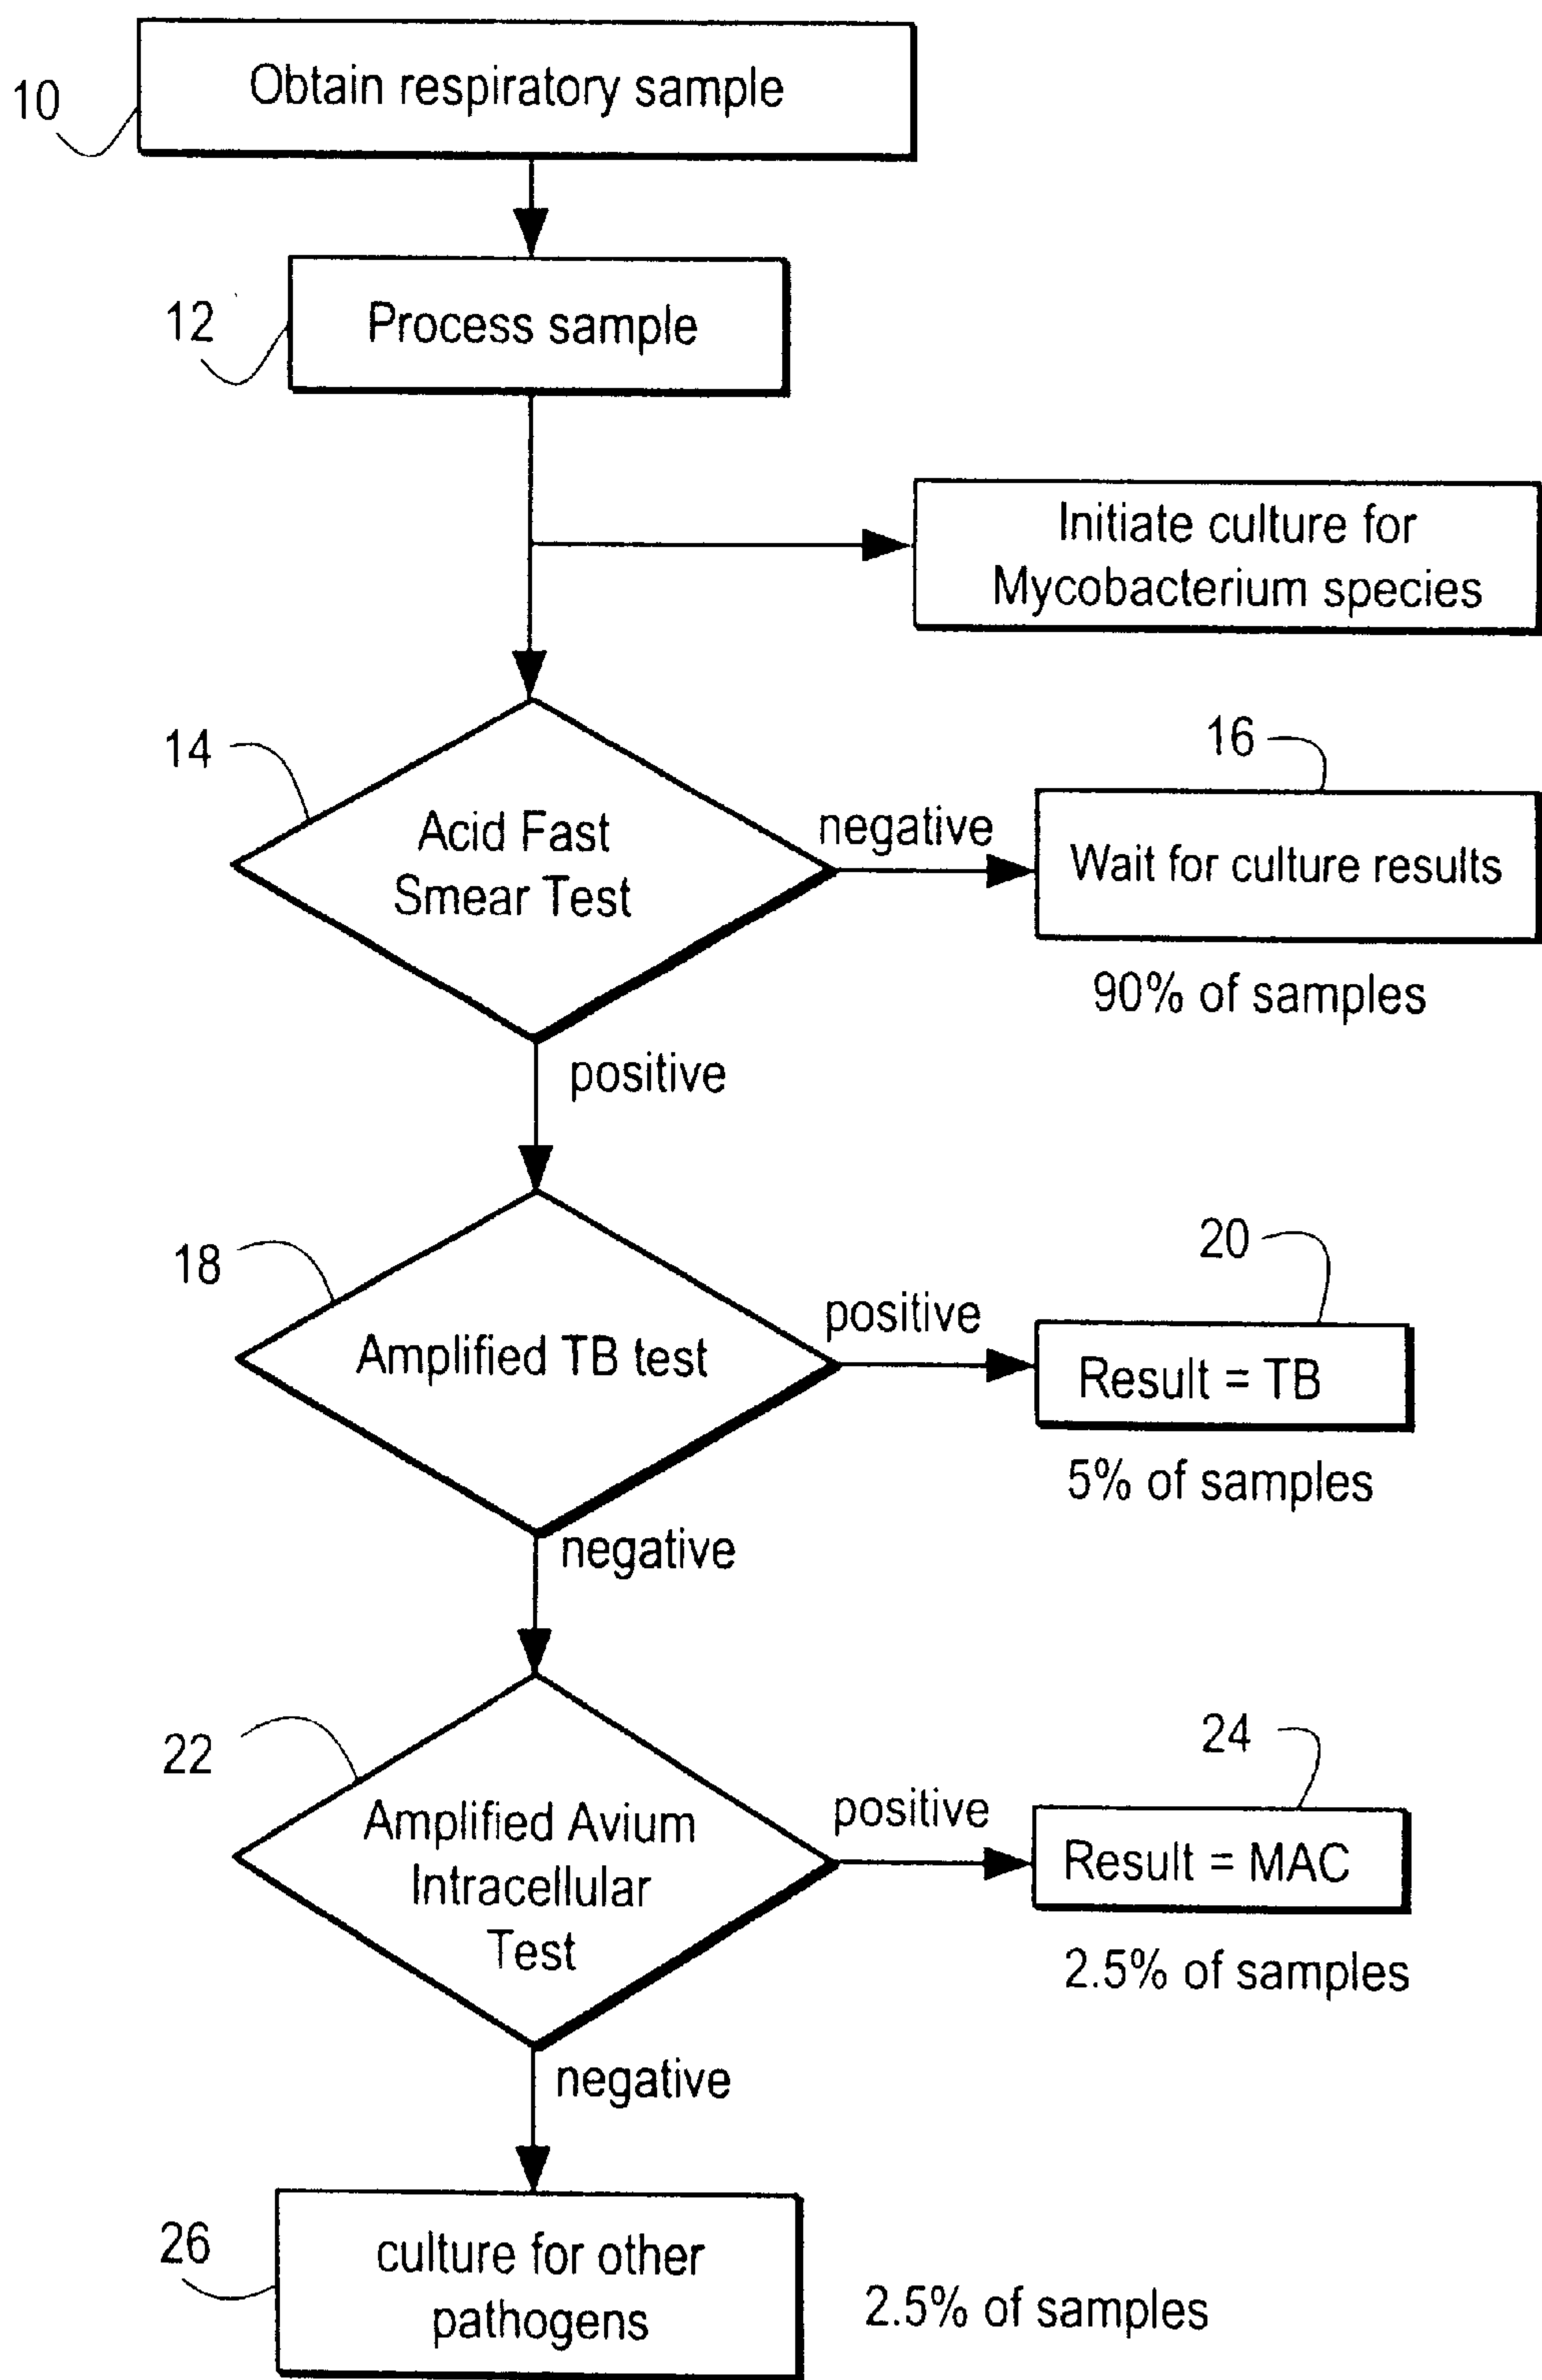 Obtain respiratory sample
10
Process sample
12
Initiate culture for
Mycobacterium species
14
Acid Fast
Smear Test
negative
16
Wait for culture results
90% of samples
positive
18
Amplified TB test
positive
20
Result = TB
5% of samples
negative
22
Amplified Avium
Intracellular
Test
positive
24
Result = MAC
2.5% of samples
negative
26
culture for other
pathogens
2.5% of samples